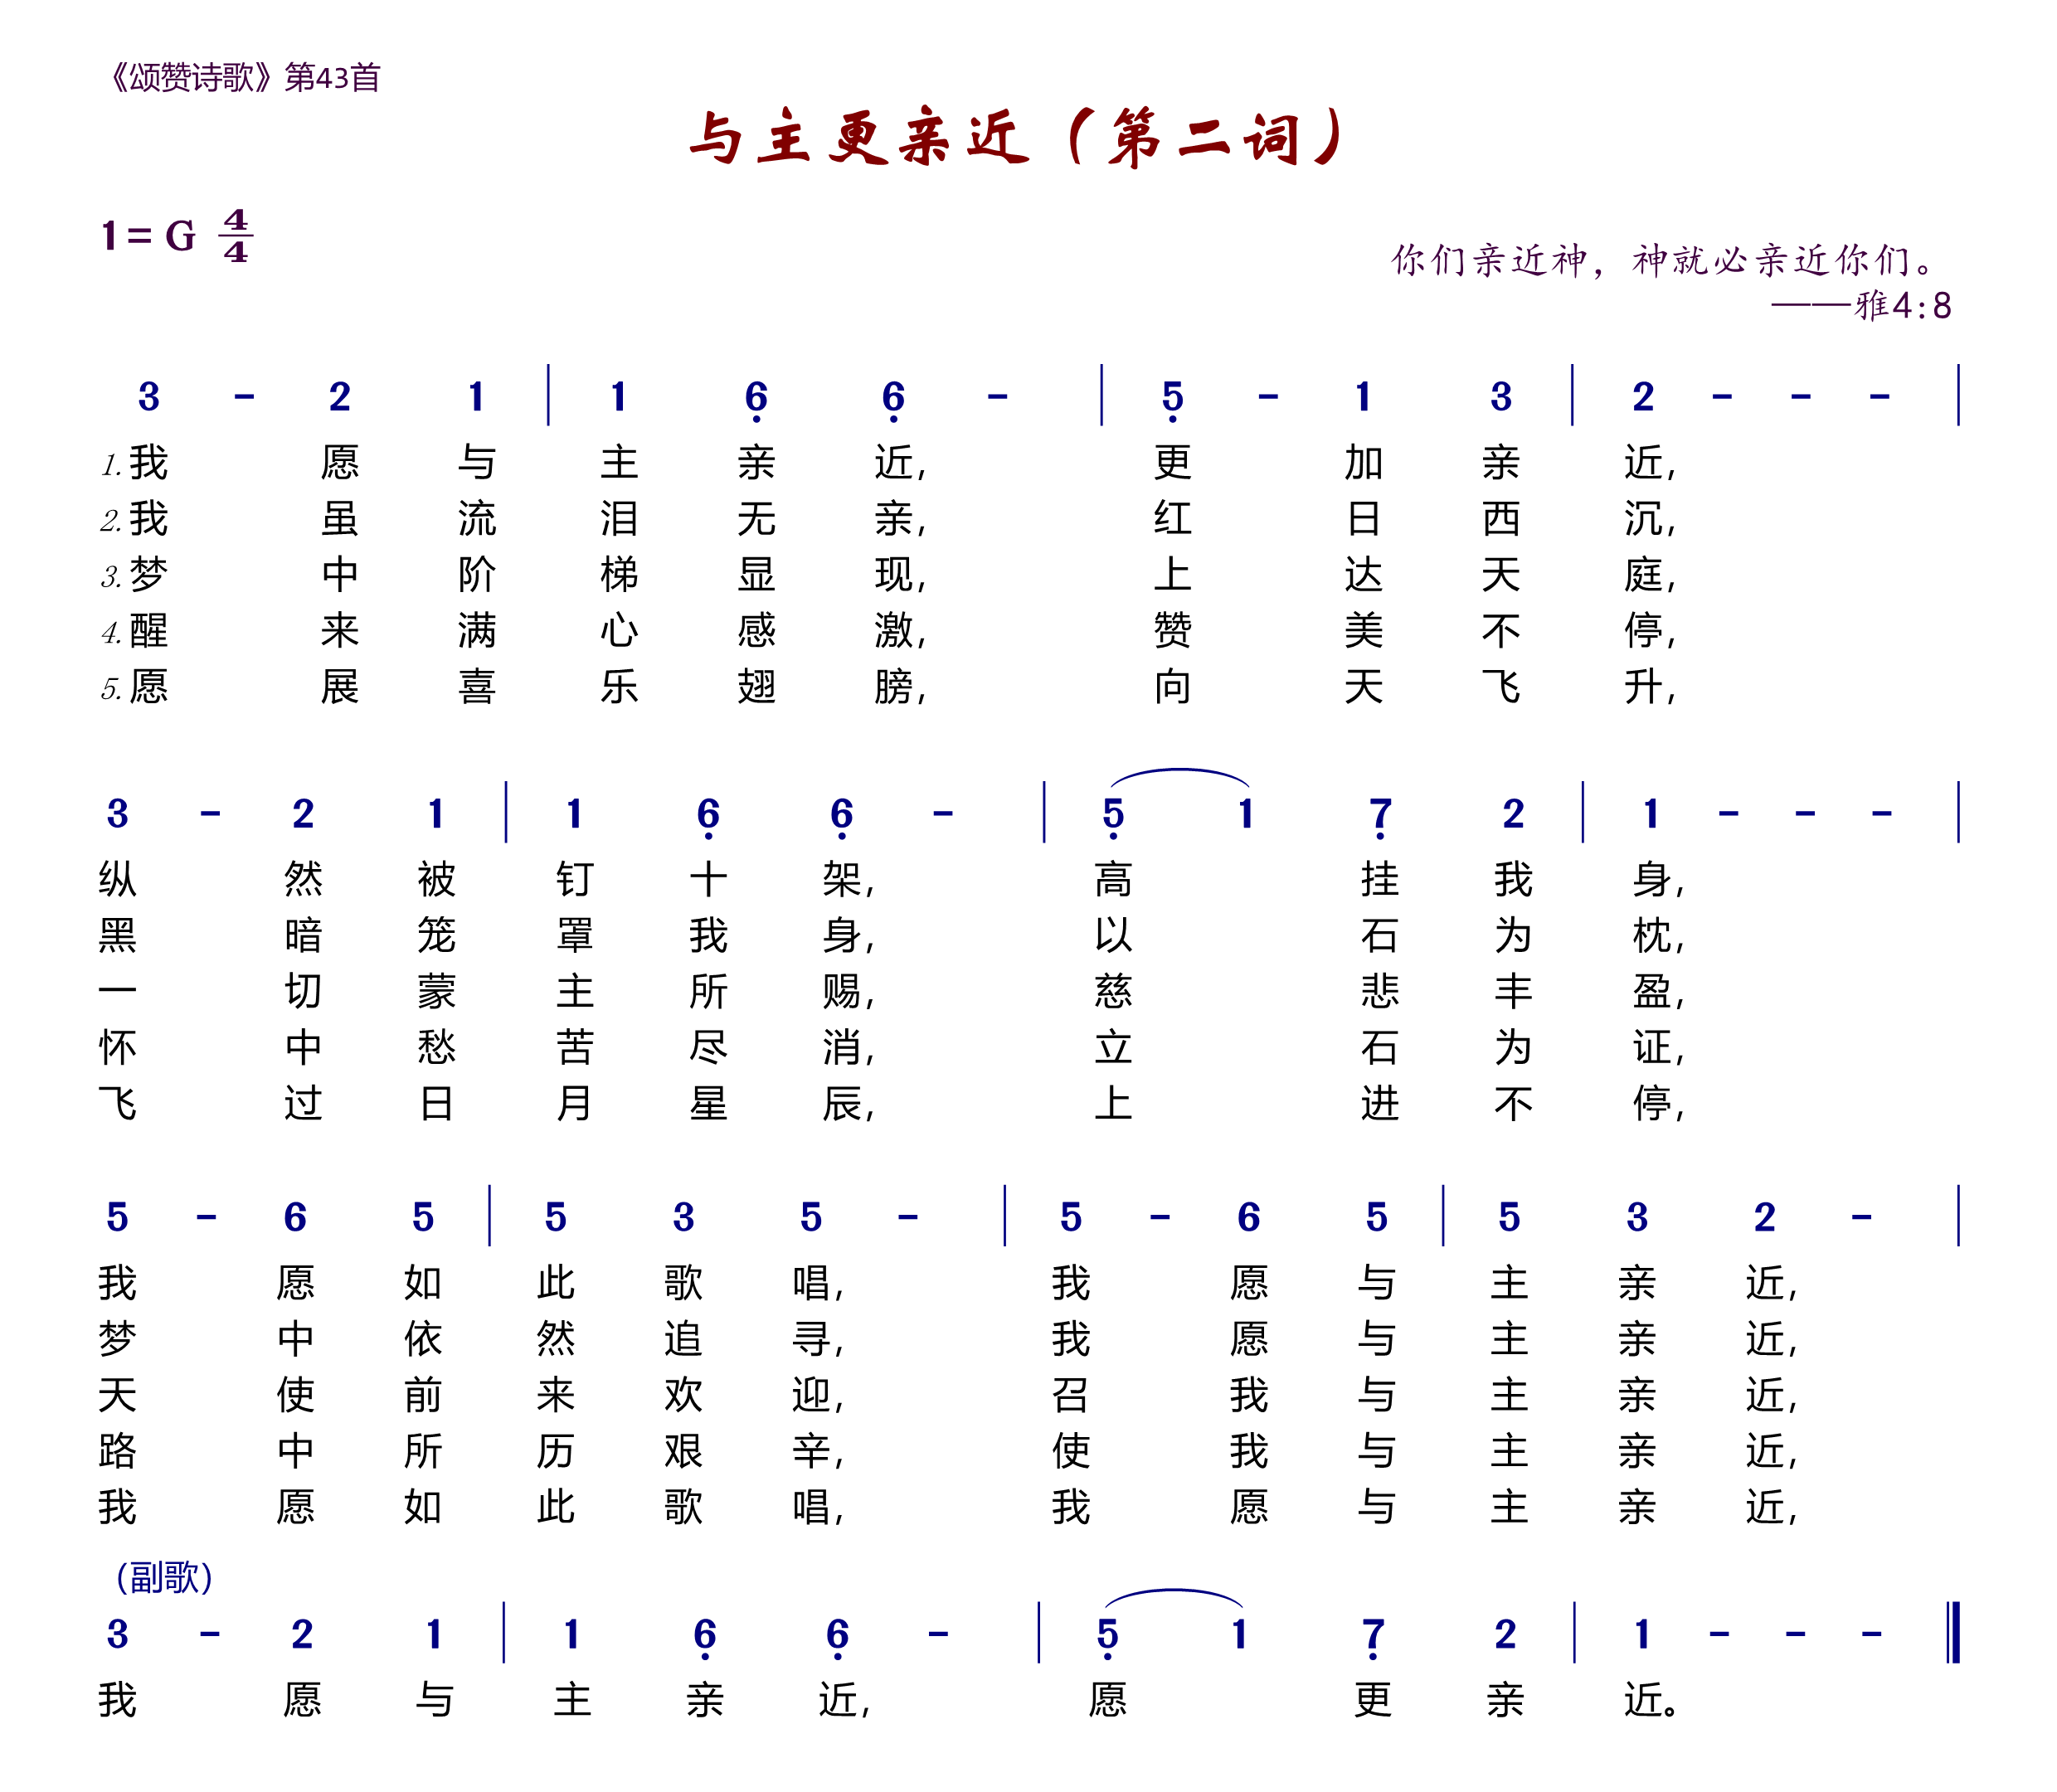 《颂赞诗歌》第43首
与主更亲近（第二词）
1= G 4/4
你们亲近神，神就必亲近你们。
——雅4:8
3 - 2 1 | 1 6̣ 6̣ - | 5̣ - 1 3 | 2 - - - |
1.我愿与主亲近，更加亲近，
2.我虽流泪无亲，红日西沉，
3.梦中阶梯显现，上达天庭，
4.醒来满心感激，赞美不停，
5.愿展喜乐翅膀，向天飞升，
3 - 2 1 | 1 6̣ 6̣ - | 5̣ 1 7̣ 2 | 1 - - - |
纵然被钉十架，高挂我身，
黑暗笼罩我身，以石为枕，
一切蒙主所赐，慈悲丰盈，
怀中愁苦尽消，立石为证，
飞过日月星辰，上进不停，
5 - 6 5 | 5 3 5 - | 5 - 6 5 | 5 3 2 - |
我愿如此歌唱，我愿与主亲近，
梦中依然追寻，我愿与主亲近，
天使前来欢迎，召我与主亲近，
路中所历艰辛，使我与主亲近，
我愿如此歌唱，我愿与主亲近，
（副歌）
3 - 2 1 | 1 6̣ 6̣ - | 5̣ 1 7̣ 2 | 1 - - - ‖
我愿与主亲近，愿更亲近。